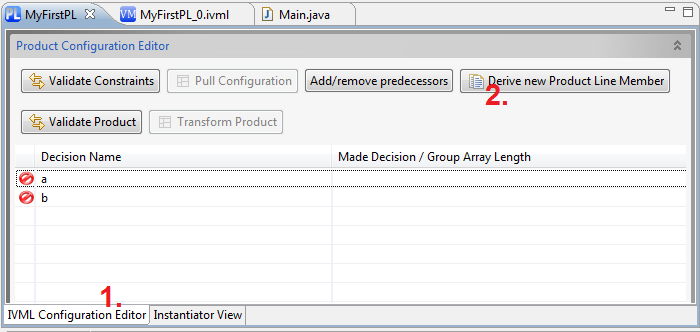 PL MyFirstPL VM MyFirstPL_0.ivml J Main.java
Product Configuration Editor
Validate Constraints Pull Configuration Add/remove predecessors Derive new Product Line Member
2.
Validate Product Transform Product
Decision Name Made Decision / Group Array Length
a
b
1.
IVML Configuration Editor Instantiator View